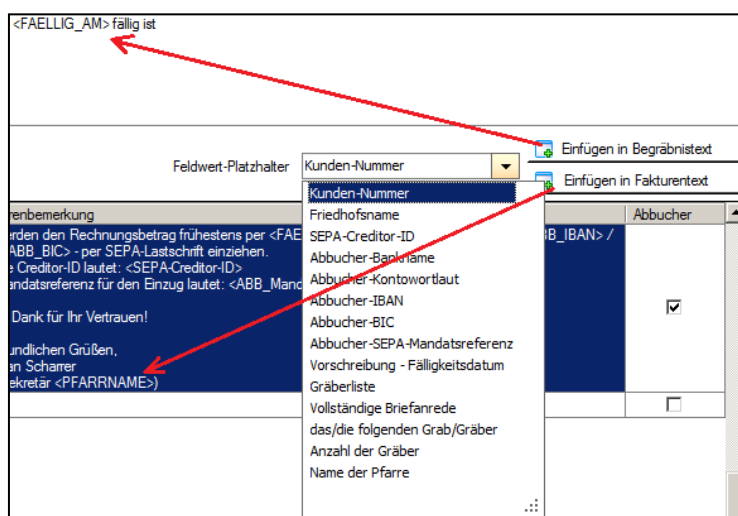 <FAELLIG_AM> fällig ist
Einfügen in Begräbnistext
Feldwert-Platzhalter Kunden-Nummer
Einfügen in Fakturentext
Kunden-Nummer
Friedhofsname
SEPA-Creditor-ID
Abbucher-Bankname
Abbucher-Kontowortlaut
Abbucher-IBAN
Abbucher-BIC
Abbucher-SEPA-Mandatsreferenz
Vorschreibung - Fälligkeitsdatum
Gräberliste
Vollständige Briefanrede
das/die folgenden Grab/Gräber
Anzahl der Gräber
Name der Pfarre
renbemerkung Abbucher
erden den Rechnungsbetrag frühestens per <FAE B_IBAN> /
ABB_BIC> - per SEPA-Lastschrift einziehen.
e Creditor-ID lautet: <SEPA-Creditor-ID>
andatsreferenz für den Einzug lautet: <ABB_Mand
Dank für Ihr Vertrauen!
undlichen Grüßen,
an Scharrer
ekretär <PFARRNAME>)